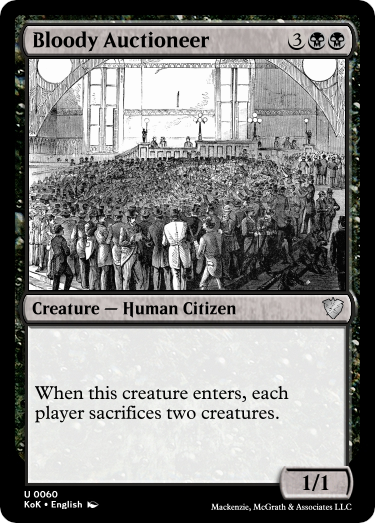 Bloody Auctioneer 3
Creature — Human Citizen
When this creature enters, each
player sacrifices two creatures.
1/1
U 0060
KoK • English
Mackenzie, McGrath & Associates LLC